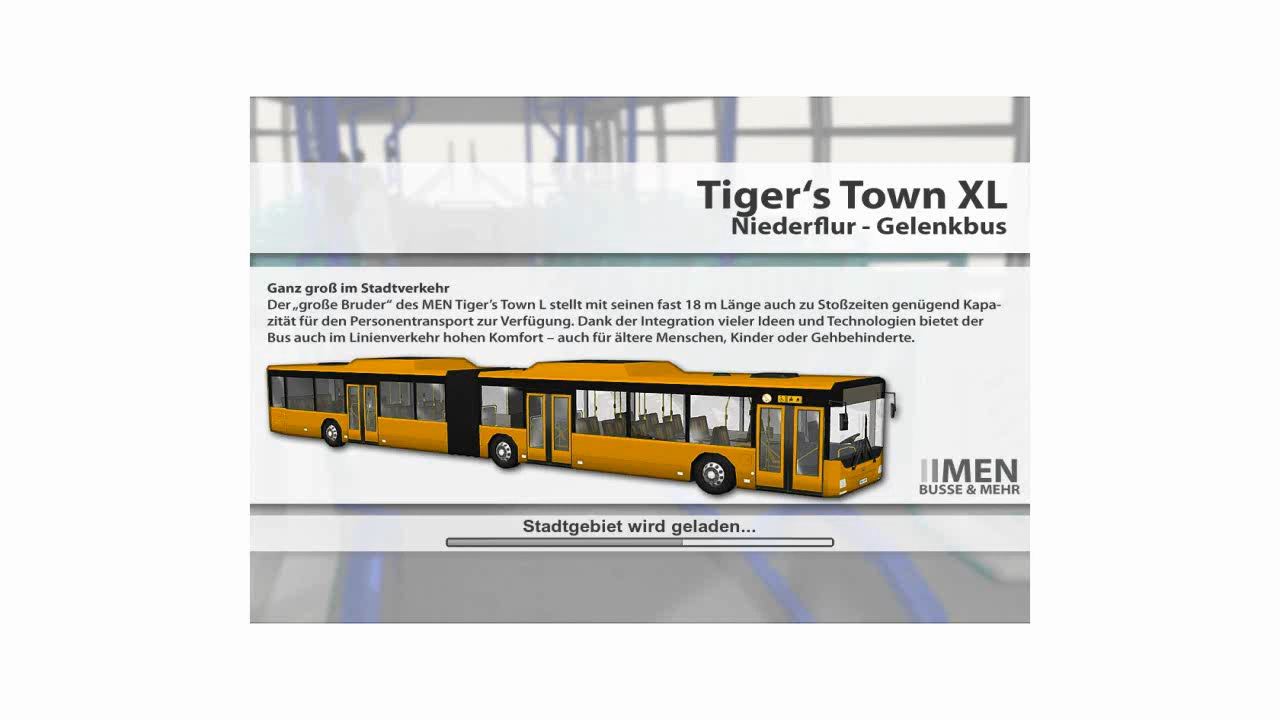 Tiger‘s Town XL
Niederflur - Gelenkbus
Ganz groß im Stadtverkehr
Der „große Bruder“ des MEN Tiger’s Town L stellt mit seinen fast 18 m Länge auch zu Stoßzeiten genügend Kapa-
zität für den Personentransport zur Verfügung. Dank der Integration vieler Ideen und Technologien bietet der
Bus auch im Linienverkehr hohen Komfort – auch für ältere Menschen, Kinder oder Gehbehinderte.
MEN
BUSSE & MEHR
Stadtgebiet wird geladen...